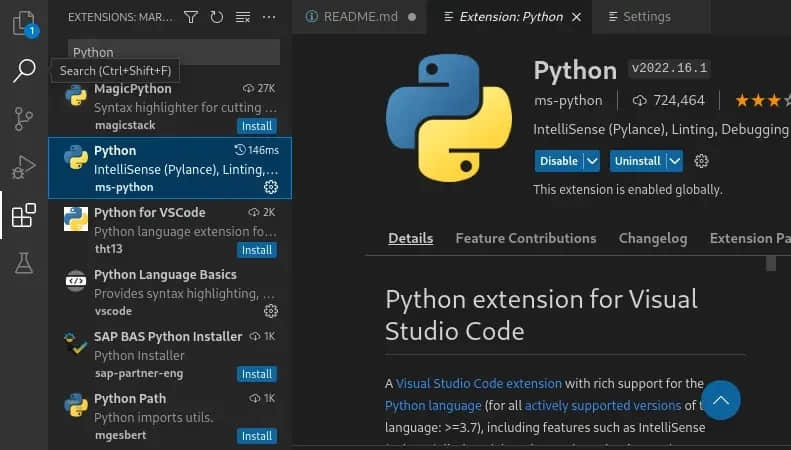 1
EXTENSIONS: MAR...
Python
Search (Ctrl+Shift+F)
MagicPython 27K
Syntax highlighter for cutting ...
magicstack Install
Python 146ms
IntelliSense (Pylance), Linting,...
ms-python
Python for VSCode 2K
Python language extension fo...
tht13 Install
Python Language Basics
Provides syntax highlighting, ...
vscode
SAP BAS Python Installer 1K
Python Installer
sap-partner-eng Install
Python Path 1K
Python imports utils.
mgesbert Install
README.md Extension: Python Settings
Python v2022.16.1
ms-python 724,464
IntelliSense (Pylance), Linting, Debugging
Disable Uninstall
This extension is enabled globally.
Details Feature Contributions Changelog Extension Pa
Python extension for Visual
Studio Code
A Visual Studio Code extension with rich support for the
Python language (for all actively supported versions of
language: >=3.7), including features such as IntelliSense